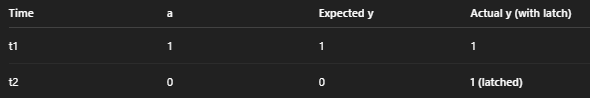 Time a Expected y Actual y (with latch)
t1 1 1 1
t2 0 0 1 (latched)